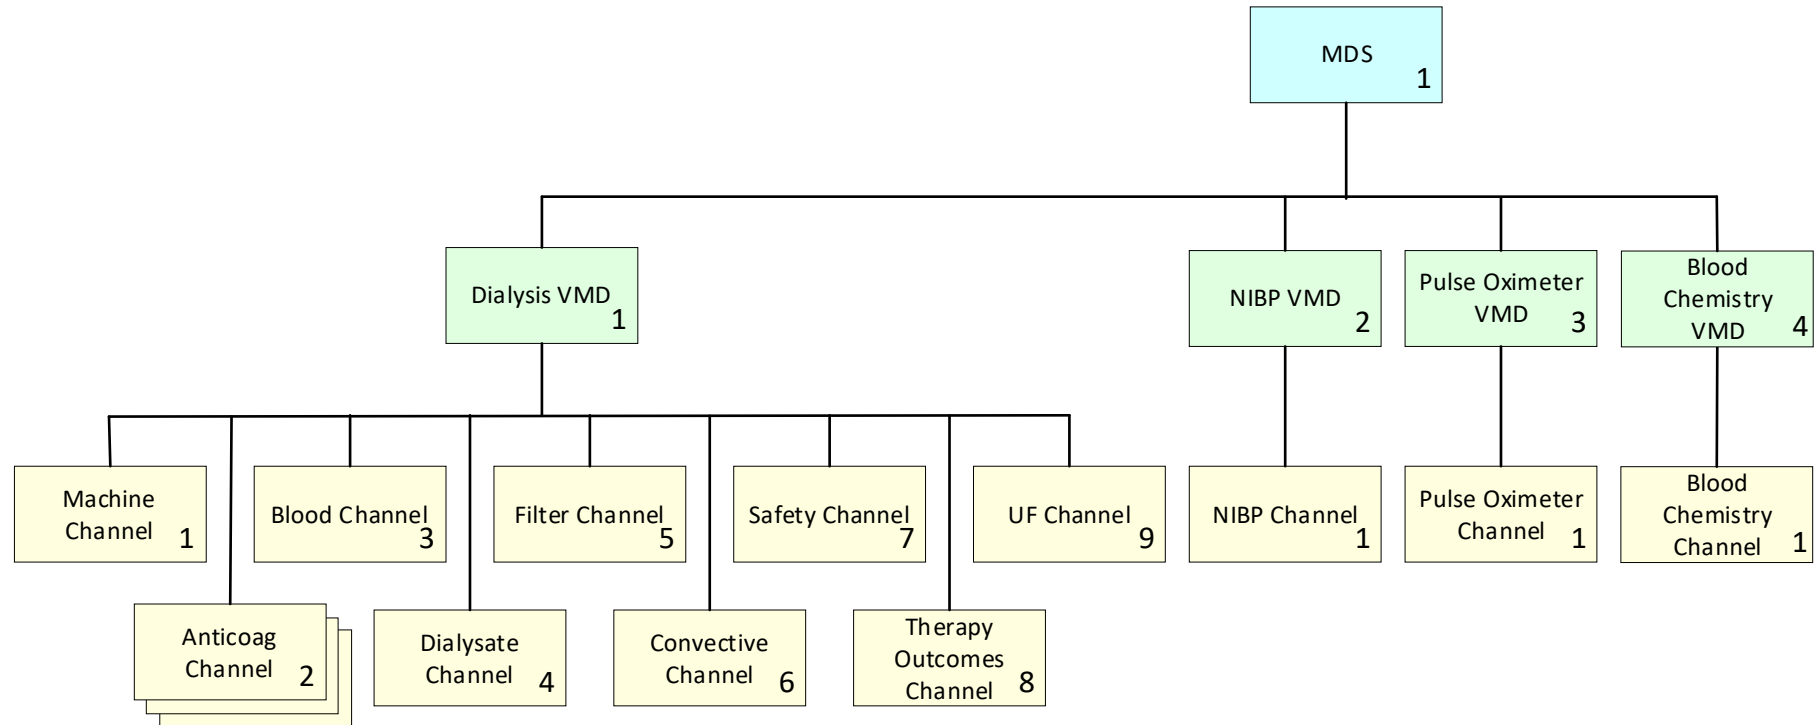 MDS
1
Dialysis VMD
1
NIBP VMD
2
Pulse Oximeter
VMD
3
Blood
Chemistry
VMD
4
Machine
Channel
1
Blood Channel
3
Filter Channel
5
Safety Channel
7
UF Channel
9
NIBP Channel
1
Pulse Oximeter
Channel
1
Blood
Chemistry
Channel
1
Anticoag
Channel
2
Dialysate
Channel
4
Convective
Channel
6
Therapy
Outcomes
Channel
8